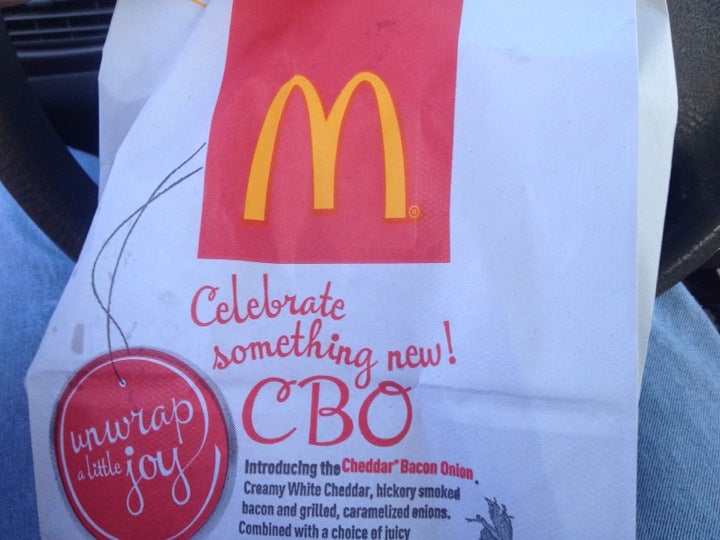 M®
Celebrate
something new!
CBO
unwrap
a little joy
Introducing the Cheddar* Bacon Onion.
Creamy White Cheddar, hickory smoked
bacon and grilled, caramelized onions.
Combined with a choice of juicy